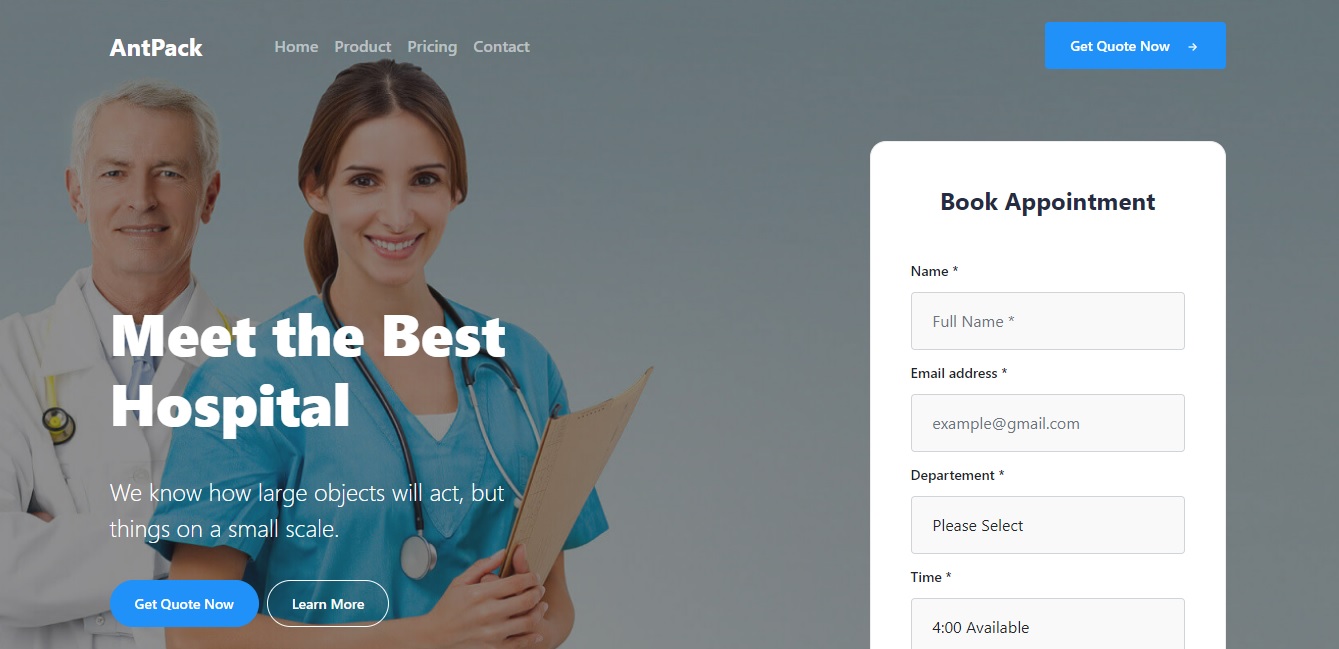 AntPack
Home Product Pricing Contact
Get Quote Now →
Meet the Best
Hospital
We know how large objects will act, but
things on a small scale.
Get Quote Now
Learn More
Book Appointment
Name *
Full Name *
Email address *
example@gmail.com
Departement *
Please Select
Time *
4:00 Available